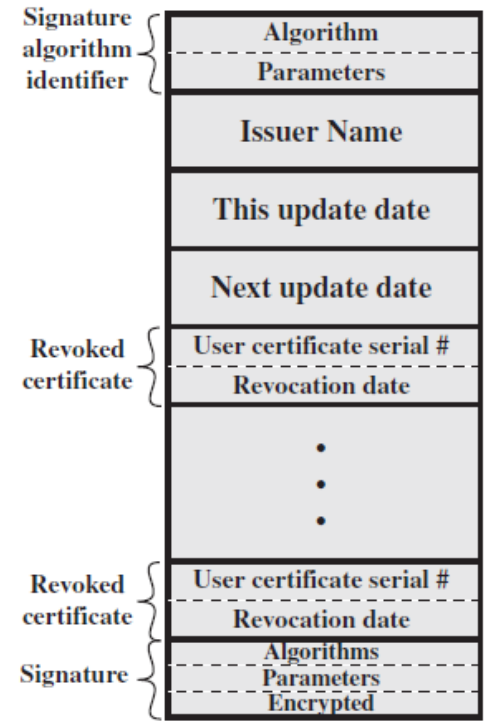 Signature
algorithm
identifier
Algorithm
Parameters
Issuer Name
This update date
Next update date
Revoked
certificate
User certificate serial #
Revocation date
Revoked
certificate
User certificate serial #
Revocation date
Signature
Algorithms
Parameters
Encrypted